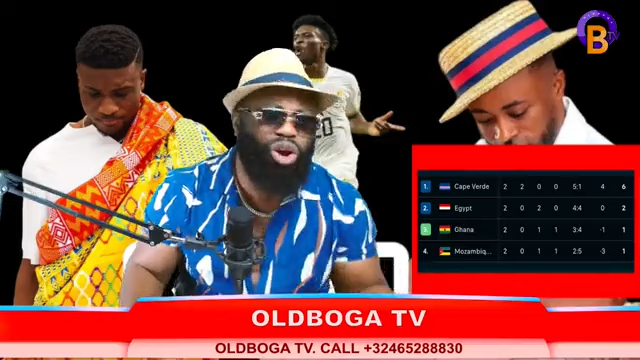 B TV
20
1. Cape Verde 2 2 0 0 5:1 4 6
2. Egypt 2 0 2 0 4:4 0 2
3. Ghana 2 0 1 1 3:4 -1 1
4. Mozambiq... 2 0 1 1 2:5 -3 1
OLDBOGA TV
OLDBOGA TV. CALL +32465288830